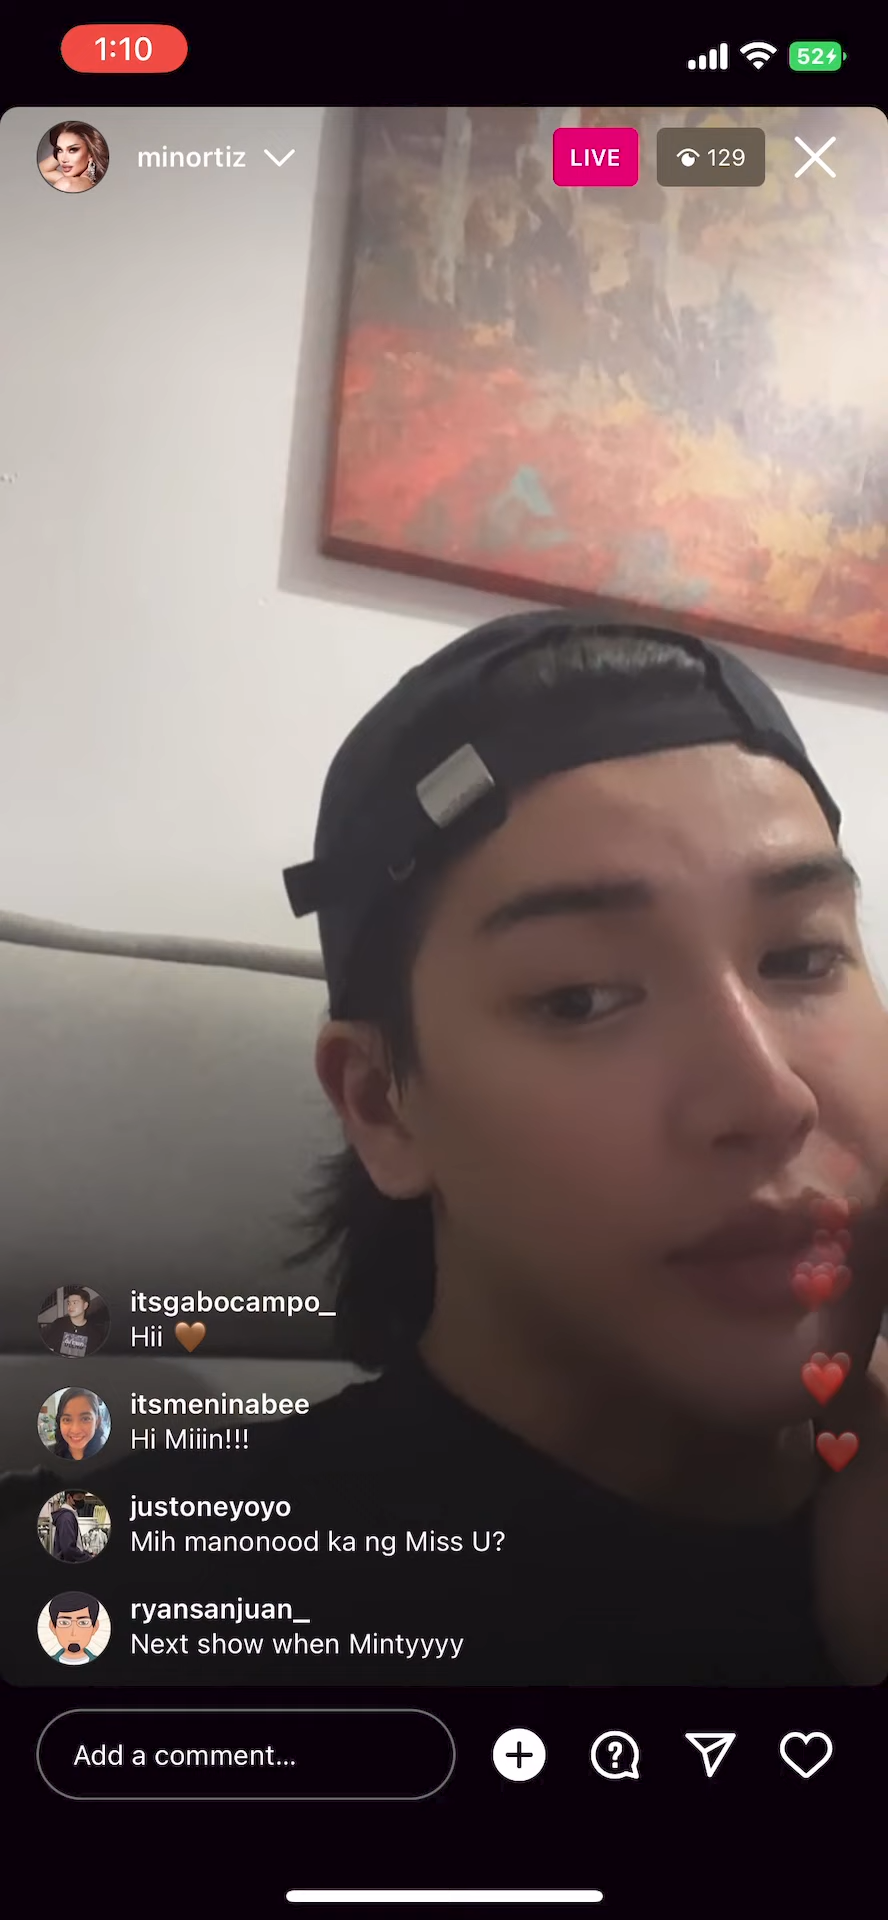 1:10
52
minortiz
LIVE
129
itsgabocampo_
Hii 🤎
itsmeninabee
Hi Miiin!!!
justoneyoyo
Mih manonood ka ng Miss U?
ryansanjuan_
Next show when Mintyyyy
Add a comment...